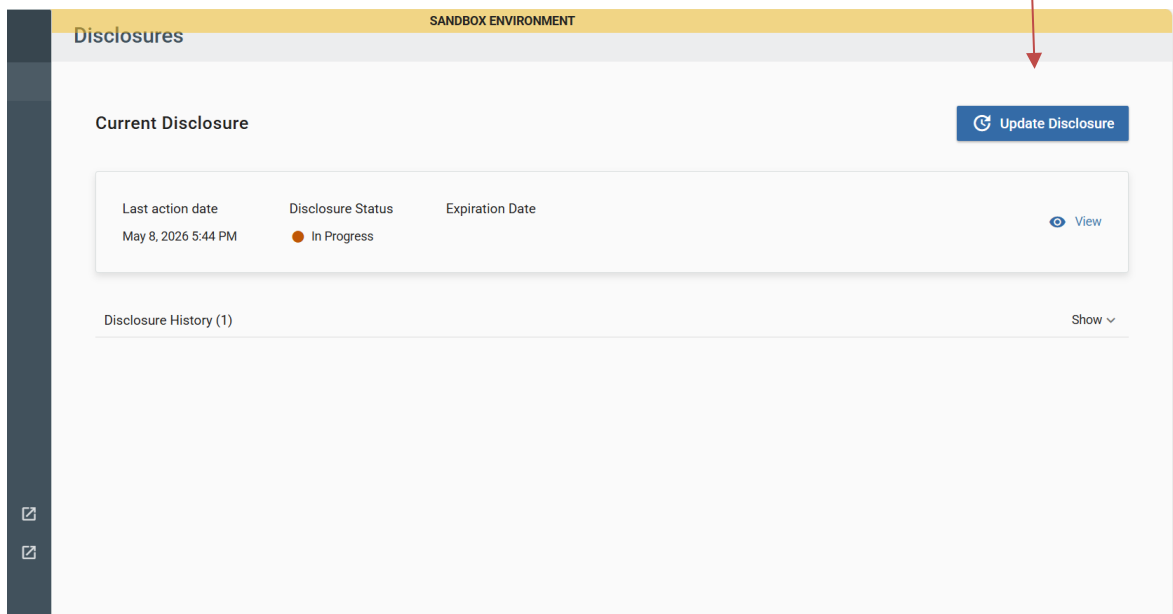 SANDBOX ENVIRONMENT
Disclosures
Current Disclosure
Update Disclosure
Last action date
Disclosure Status
Expiration Date
May 8, 2026 5:44 PM
In Progress
View
Disclosure History (1)
Show